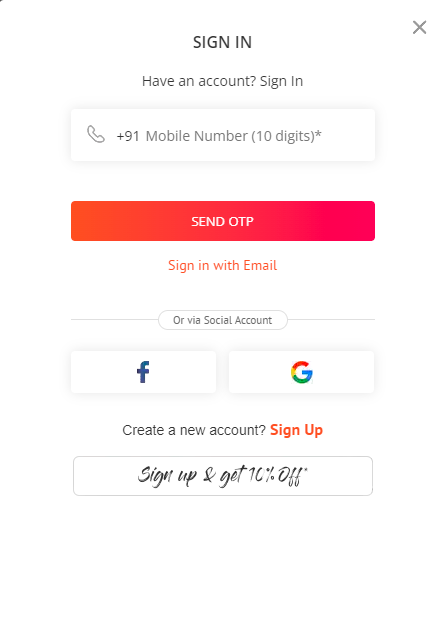 SIGN IN
Have an account? Sign In
+91 Mobile Number (10 digits)*
SEND OTP
Sign in with Email
Or via Social Account
Create a new account? Sign Up
Sign up & get 10% Off*